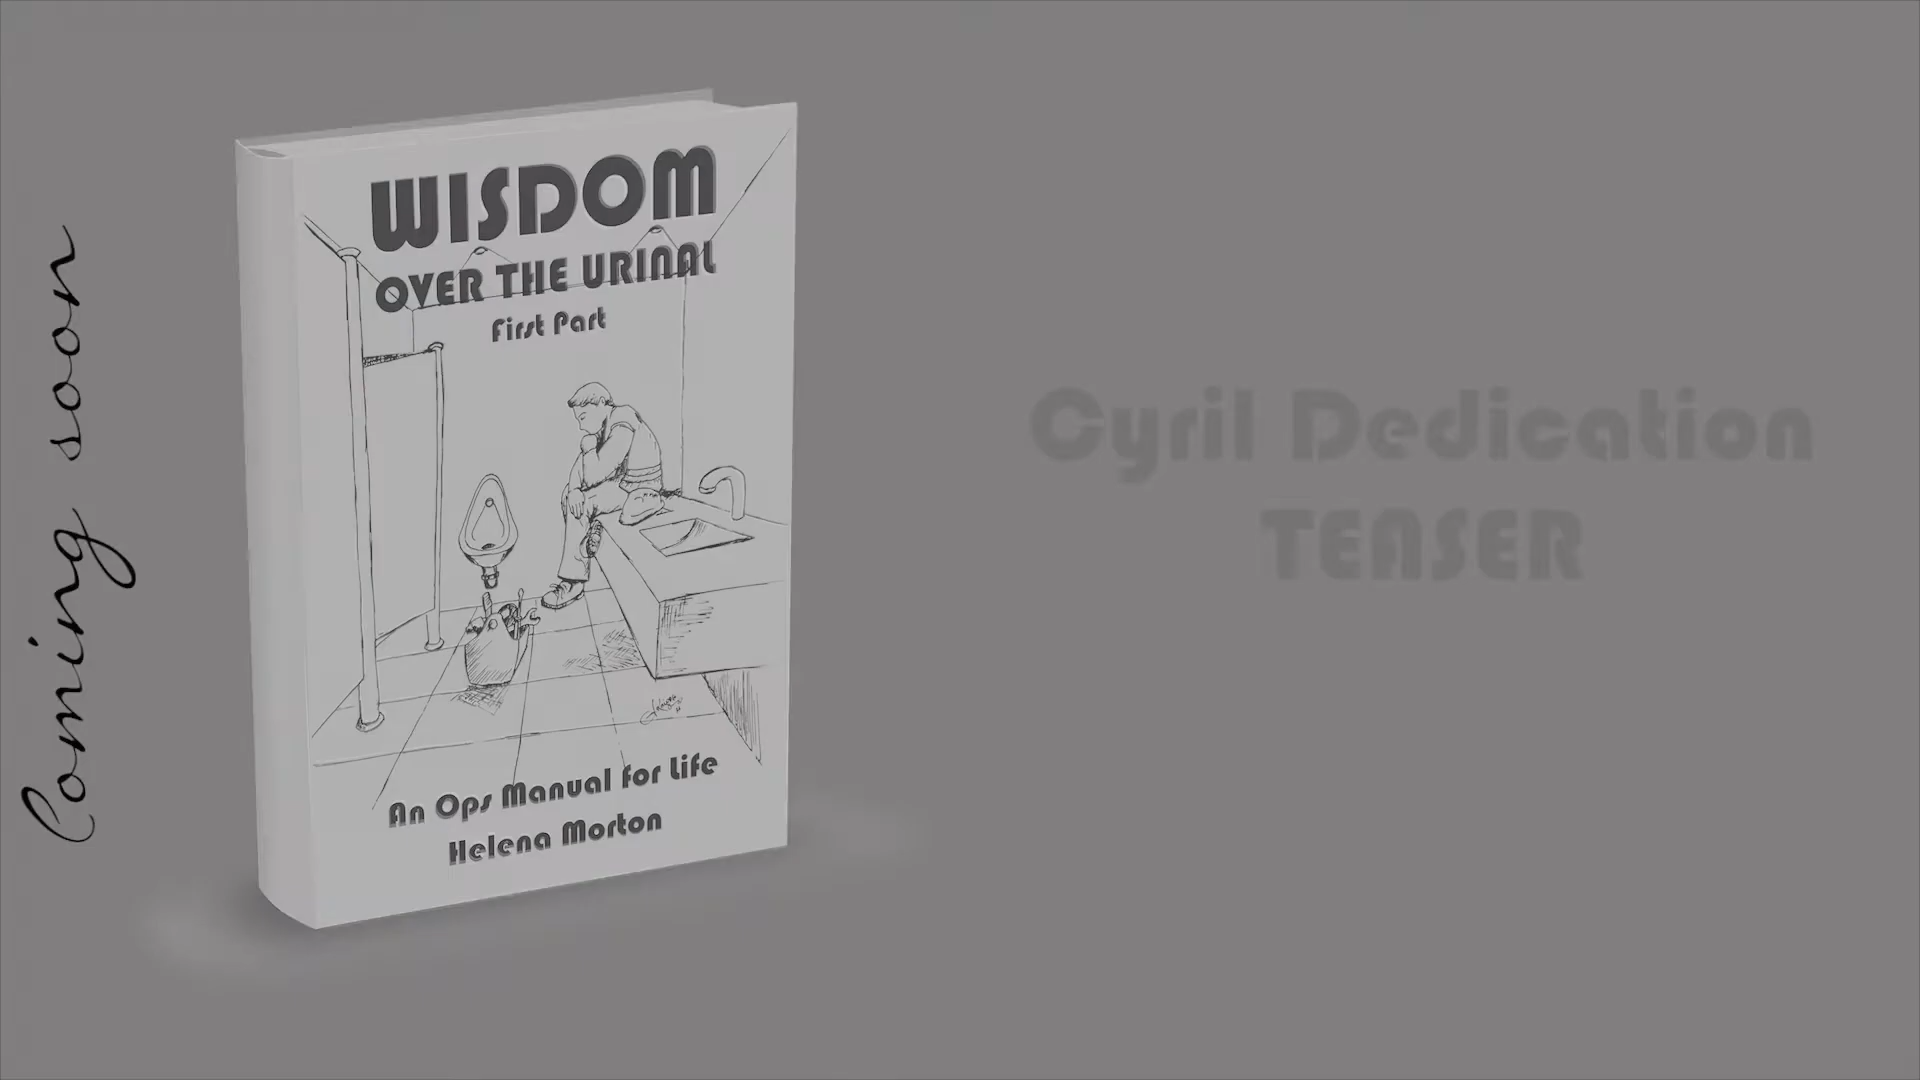 Coming soon
WISDOM
OVER THE URINAL
First Part
An Ops Manual for Life
Helena Morton
Cyril Dedication
TEASER